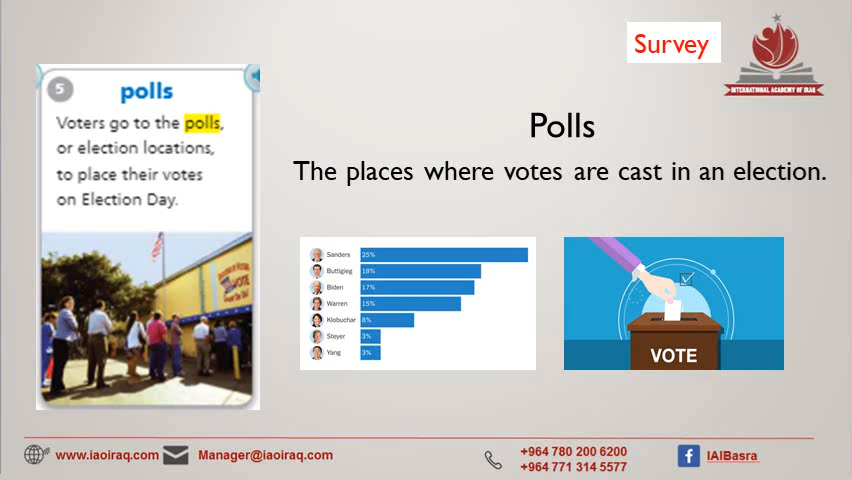 Survey
INTERNATIONAL ACADEMY OF IRAQ
5
polls
Voters go to the polls,
or election locations,
to place their votes
on Election Day.
VOTE
Polls
The places where votes are cast in an election.
Sanders 25%
Buttigieg 18%
Biden 17%
Warren 15%
Klobuchar 8%
Steyer 3%
Yang 3%
VOTE
www.iaoiraq.com
Manager@iaoiraq.com
+964 780 200 6200
+964 771 314 5577
IAIBasra